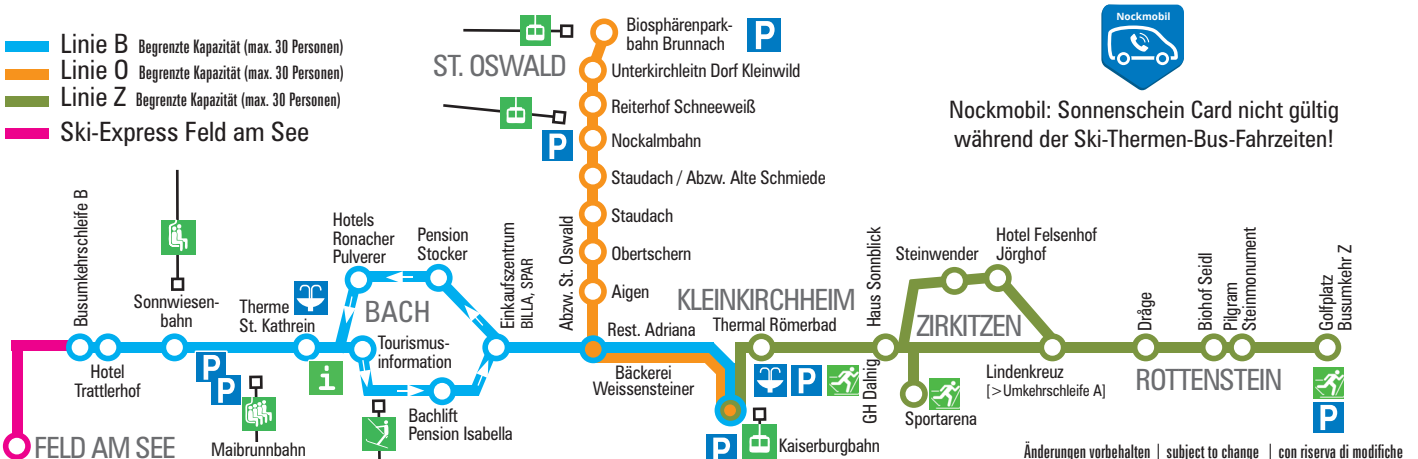 Linie B Begrenzte Kapazität (max. 30 Personen)
Linie O Begrenzte Kapazität (max. 30 Personen)
Linie Z Begrenzte Kapazität (max. 30 Personen)
Ski-Express Feld am See
ST. OSWALD
Biosphärenpark-
bahn Brunnach
P
Unterkirchleitn Dorf Kleinwild
Reiterhof Schneeweiß
P
Nockalmbahn
Staudach / Abzw. Alte Schmiede
Staudach
Obertschern
Aigen
Nockmobil
Nockmobil: Sonnenschein Card nicht gültig
während der Ski-Thermen-Bus-Fahrzeiten!
Busumkehrschleife B
Hotel
Trattlerhof
Sonnwiesen-
bahn
P
P
Maibrunnbahn
Therme
St. Kathrein
i
Hotels
Ronacher
Pulverer
Pension
Stocker
BACH
Tourismus-
information
Bachlift
Pension Isabella
Einkaufszentrum
BILLA, SPAR
Abzw. St. Oswald
Rest. Adriana
Bäckerei
Weissensteiner
KLEINKIRCHHEIM
Thermal Römerbad
P
P
Kaiserburgbahn
Haus Sonnblick
GH Dalnig
Steinwender
Hotel Felsenhof
Jörghof
ZIRKITZEN
Sportarena
Lindenkreuz
[>Umkehrschleife A]
Dråge
Biohof Seidl
Pilgram
Steinmonument
Golfplatz
Busumkehr Z
ROTTENSTEIN
P
FELD AM SEE
Änderungen vorbehalten | subject to change | con riserva di modifiche